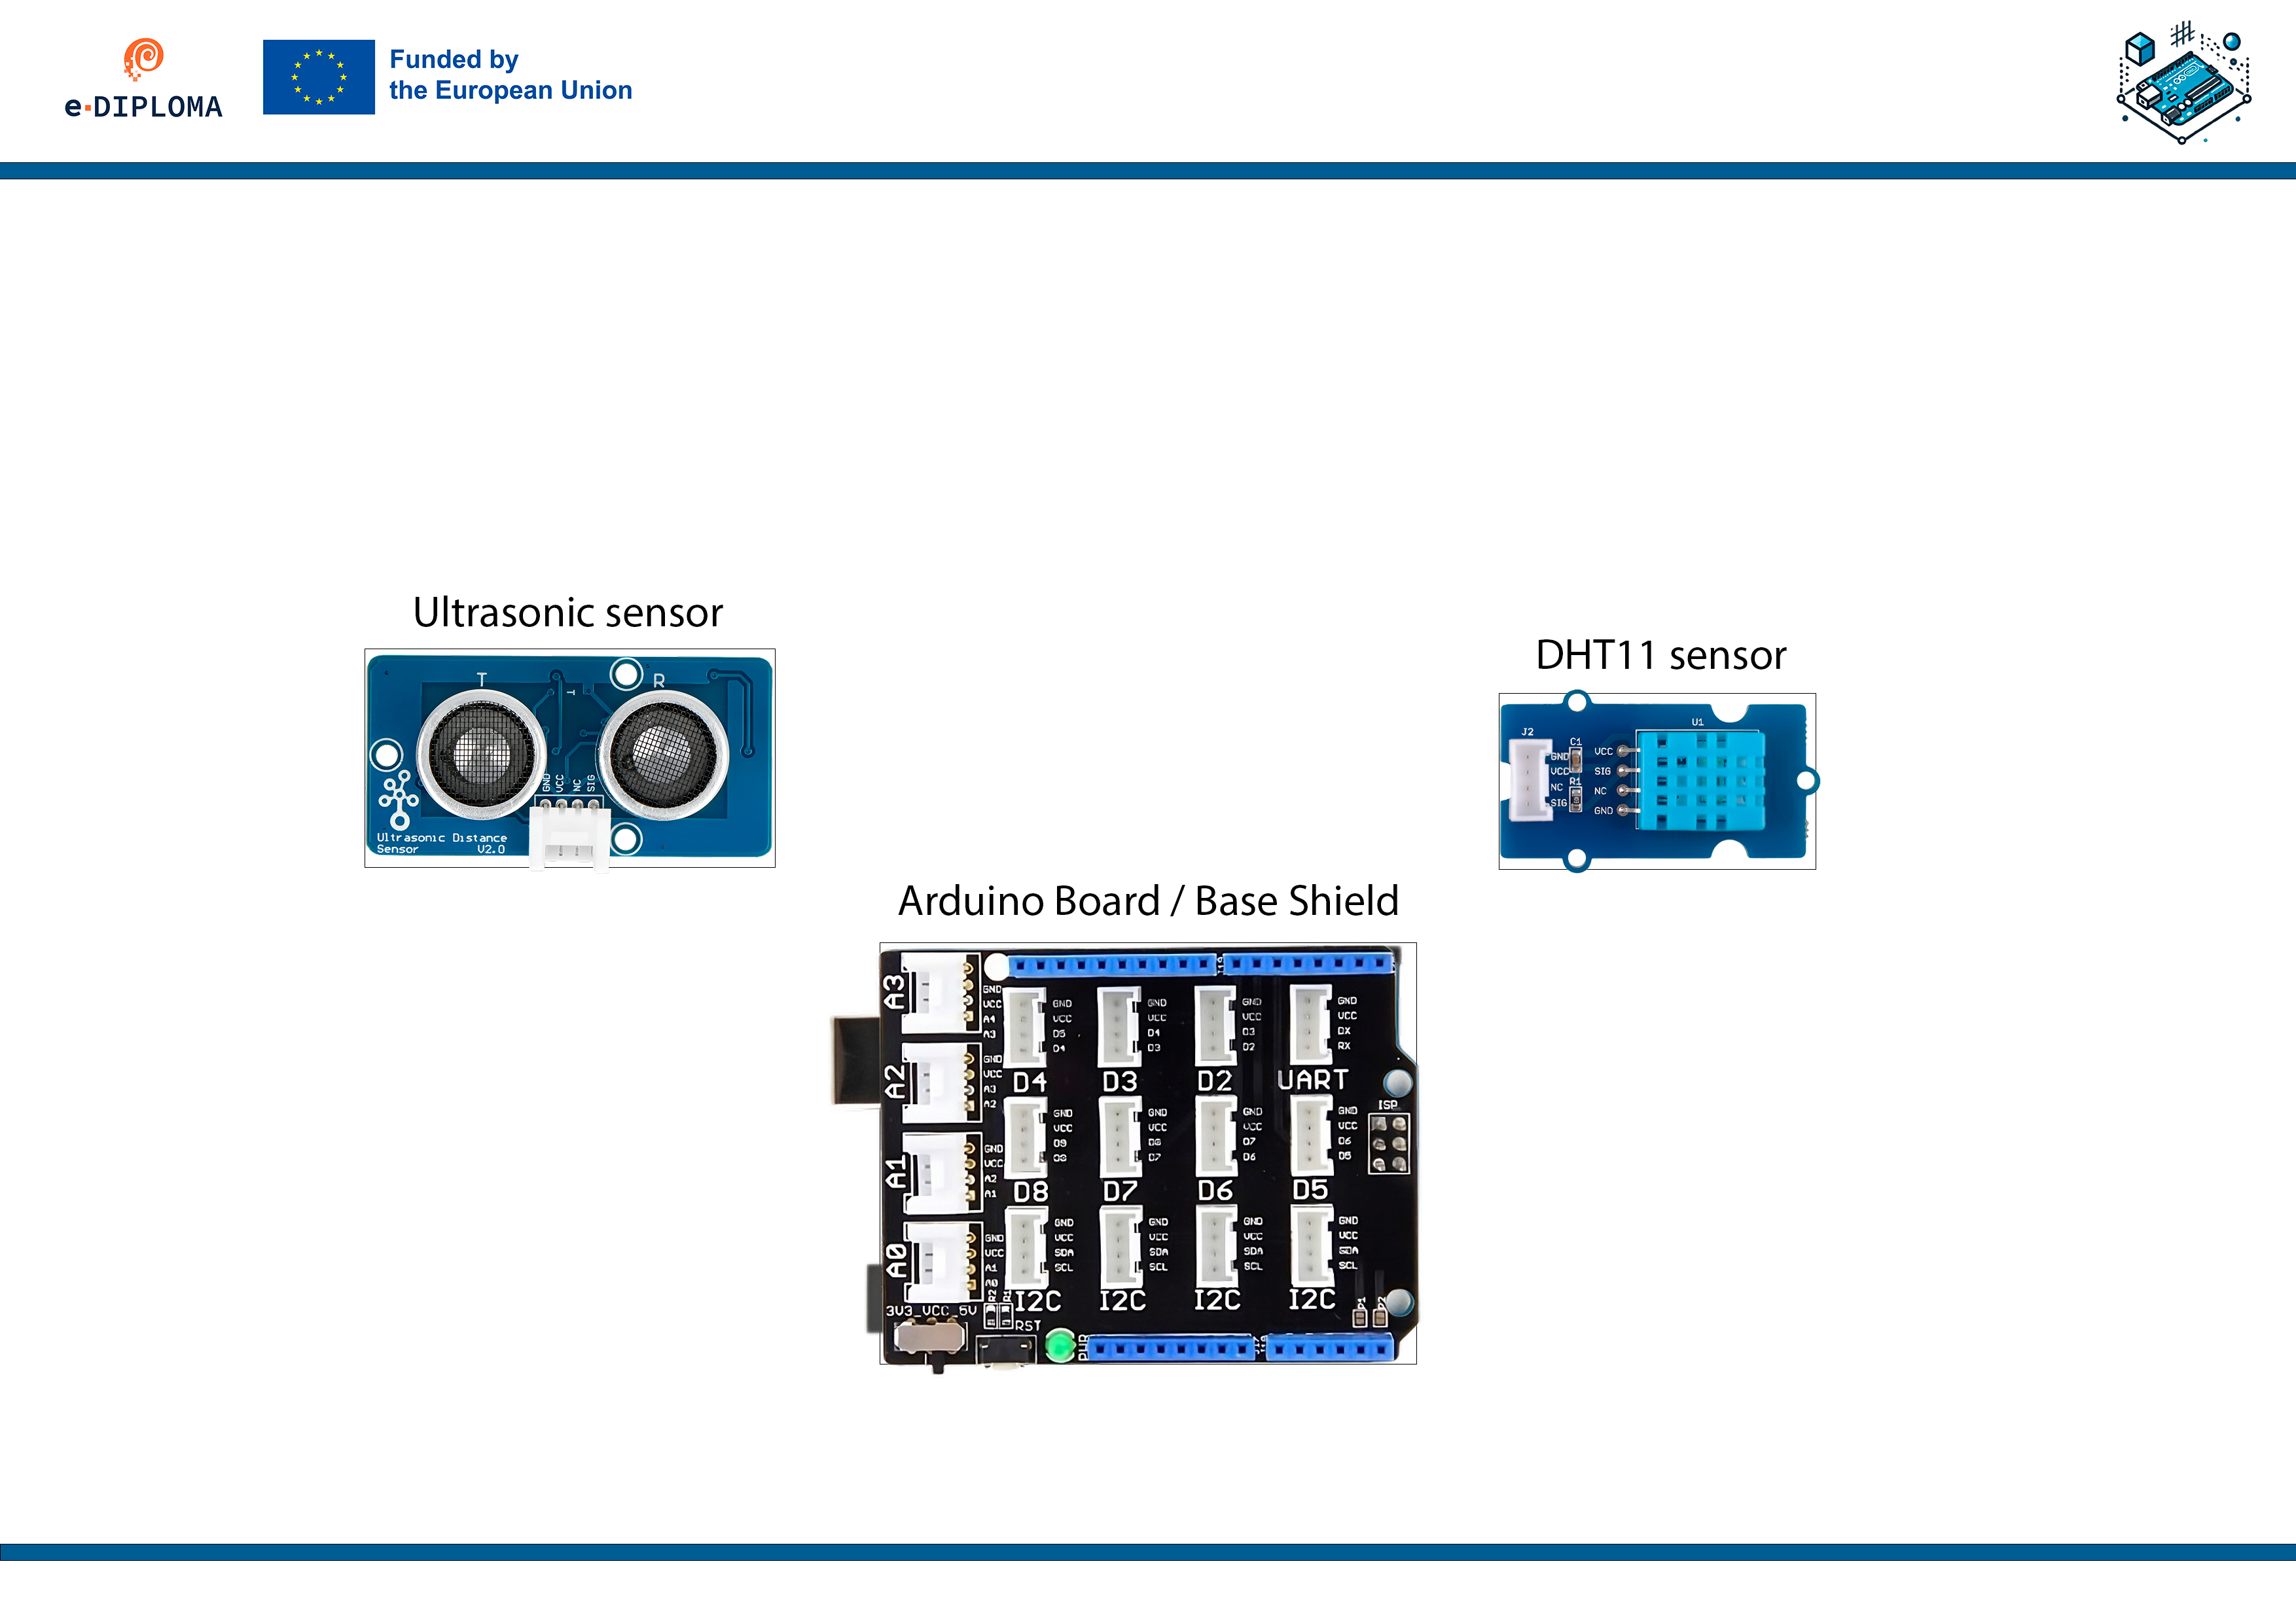 e-DIPLOMA
Funded by
the European Union
Ultrasonic sensor
T
R
T
GND
VCC
NC
SIG
Ultrasonic Distance
Sensor V2.0
DHT11 sensor
J2
C1
U1
GND
VCC
NC
SIG
R1
VCC
SIG
NC
GND
Arduino Board / Base Shield
A3
GND
VCC
A4
A3
GND
VCC
D5
D4
D4
GND
VCC
D4
D3
D3
GND
VCC
D3
D2
D2
GND
VCC
DX
RX
UART
A2
GND
VCC
A3
A2
GND
VCC
D9
D8
D8
GND
VCC
D8
D7
D7
GND
VCC
D7
D6
D6
GND
VCC
D6
D5
D5
ISP
A1
GND
VCC
A2
A1
GND
VCC
SDA
SCL
I2C
GND
VCC
SDA
SCL
I2C
GND
VCC
SDA
SCL
I2C
GND
VCC
SDA
SCL
I2C
A0
GND
VCC
A1
A0
3V3_VCC_5V
R2
R1
RST
PWR
P1
P2